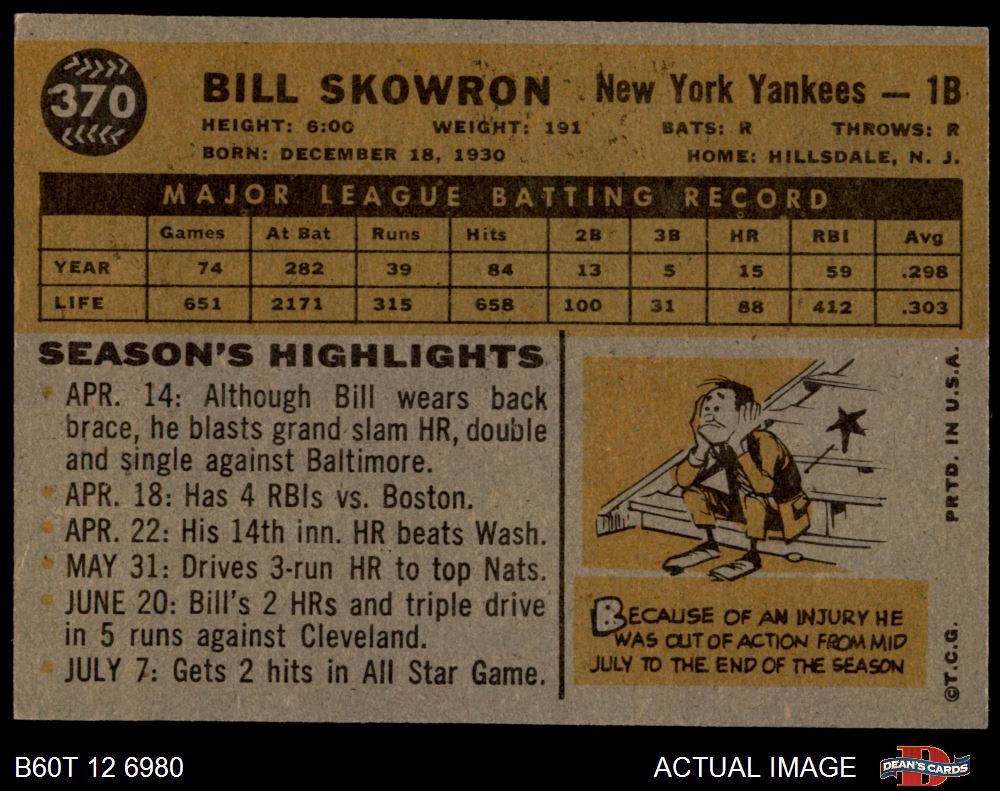 370
BILL SKOWRON New York Yankees — 1B
HEIGHT: 6:00 WEIGHT: 191 BATS: R THROWS: R
BORN: DECEMBER 18, 1930 HOME: HILLSDALE, N. J.
MAJOR LEAGUE BATTING RECORD
Games At Bat Runs Hits 2B 3B HR RBI Avg
YEAR 74 282 39 84 13 5 15 59 .298
LIFE 651 2171 315 658 100 31 88 412 .303
SEASON'S HIGHLIGHTS
APR. 14: Although Bill wears back
brace, he blasts grand slam HR, double
and single against Baltimore.
APR. 18: Has 4 RBIs vs. Boston.
APR. 22: His 14th inn. HR beats Wash.
MAY 31: Drives 3-run HR to top Nats.
JUNE 20: Bill's 2 HRs and triple drive
in 5 runs against Cleveland.
JULY 7: Gets 2 hits in All Star Game.
BECAUSE OF AN INJURY HE
WAS OUT OF ACTION FROM MID
JULY TO THE END OF THE SEASON
©T.C.G. PRTD. IN U.S.A.
B60T 12 6980 ACTUAL IMAGE D DEAN'S CARDS